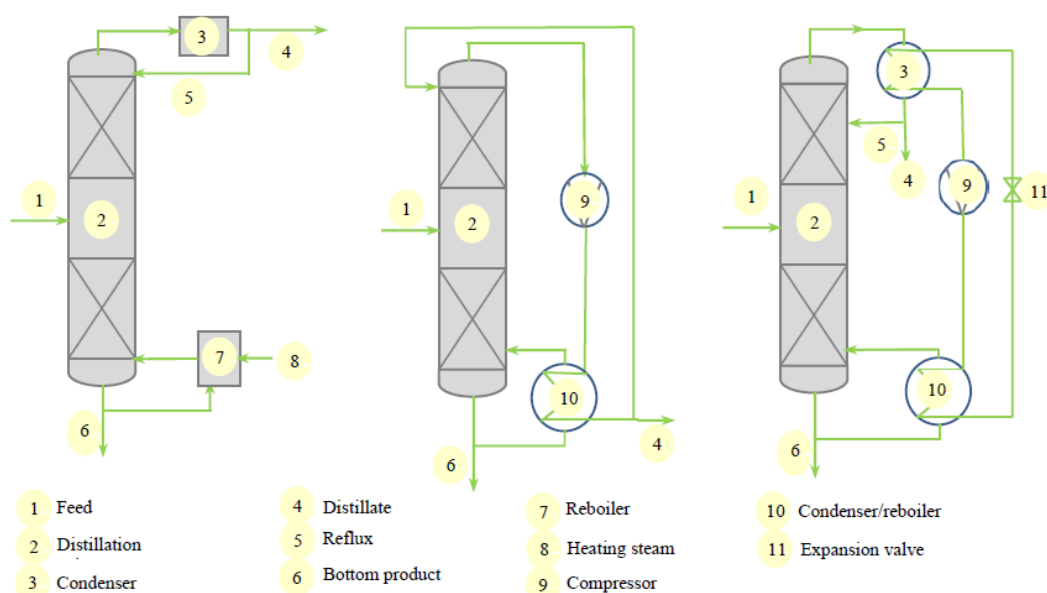 3
4
5
1
2
7
8
6
9
1
2
10
6
4
3
5
4
9
11
1
2
10
6
1 Feed
2 Distillation
3 Condenser
4 Distillate
5 Reflux
6 Bottom product
7 Reboiler
8 Heating steam
9 Compressor
10 Condenser/reboiler
11 Expansion valve